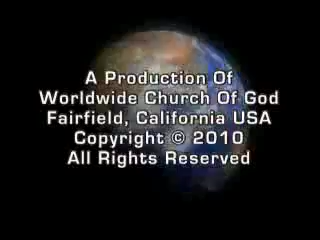 A Production Of
Worldwide Church Of God
Fairfield, California USA
Copyright © 2010
All Rights Reserved